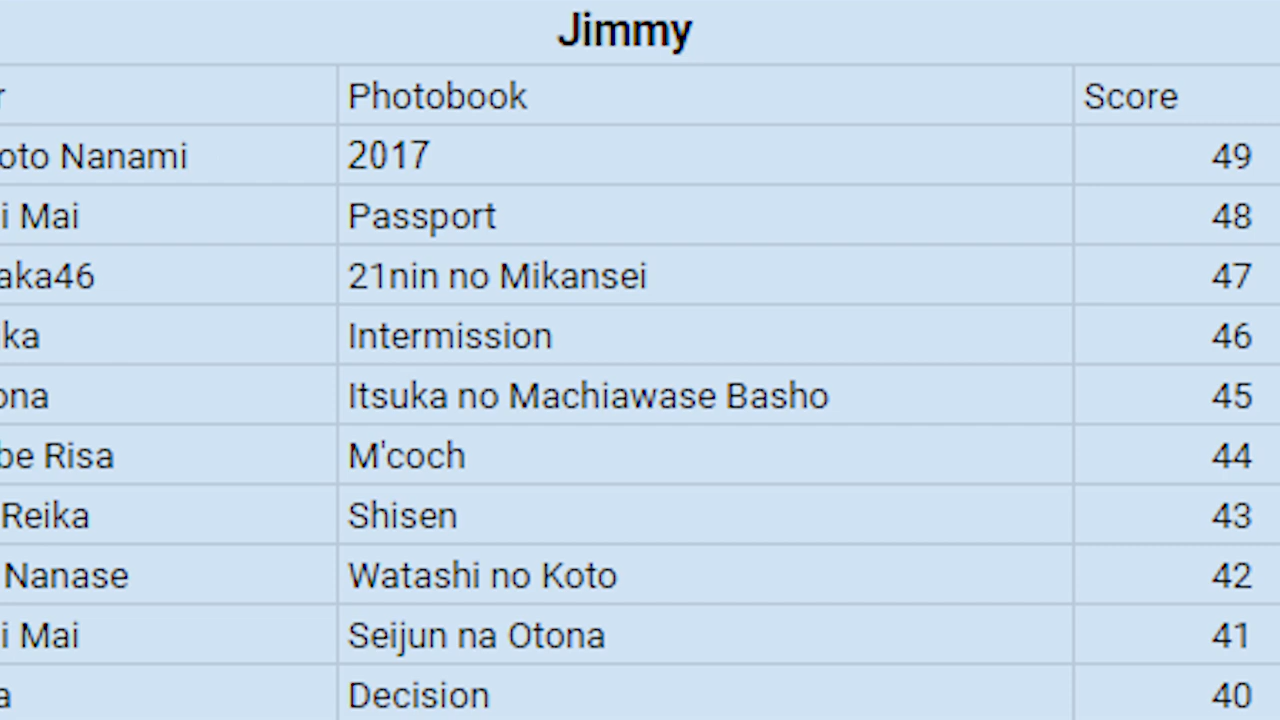 Jimmy
r Photobook Score
oto Nanami 2017 49
i Mai Passport 48
aka46 21nin no Mikansei 47
ka Intermission 46
ona Itsuka no Machiawase Basho 45
be Risa M'coch 44
Reika Shisen 43
Nanase Watashi no Koto 42
i Mai Seijun na Otona 41
a Decision 40